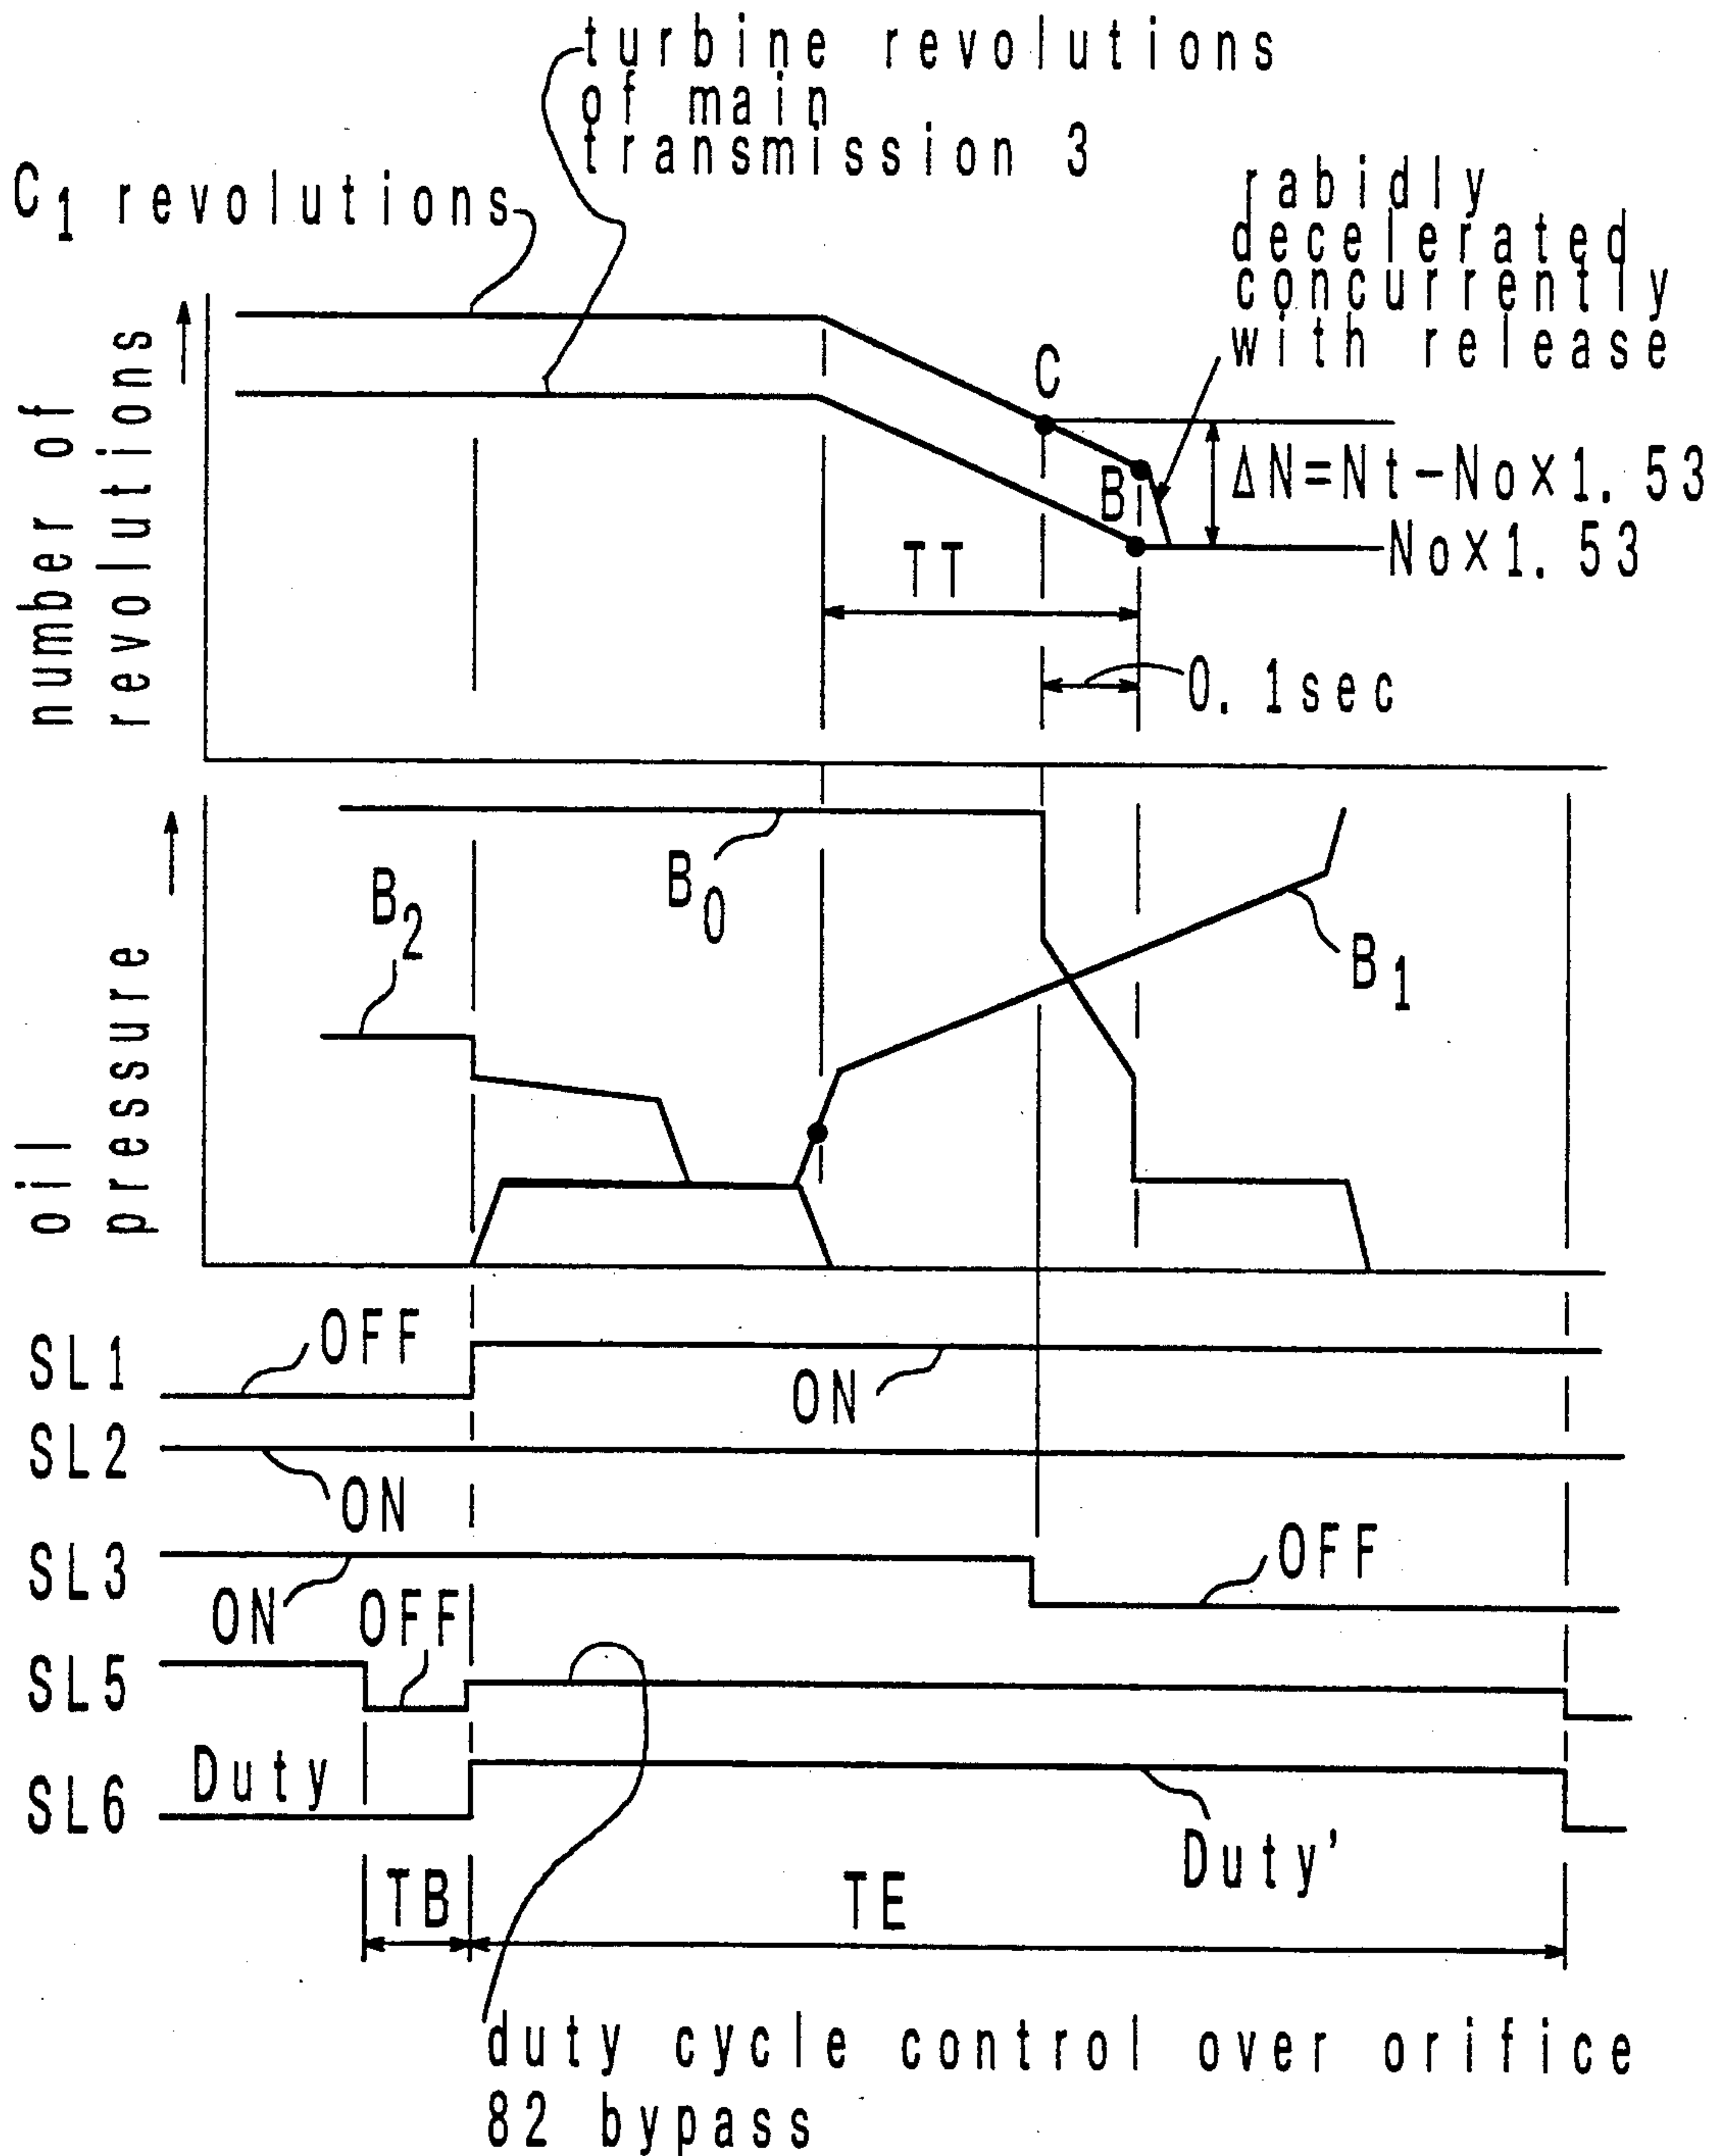 turbine revolutions
of main
transmission 3
C1 revolutions
rabidly
decelerated
concurrently
with release
number of
revolutions
C
B
ΔN=Nt-No×1.53
No×1.53
TT
0.1sec
oil
pressure
B2
B0
B1
SL1
OFF
ON
SL2
ON
SL3
ON
OFF
SL5
OFF
SL6
Duty
Duty'
TB
TE
duty cycle control over orifice
82 bypass